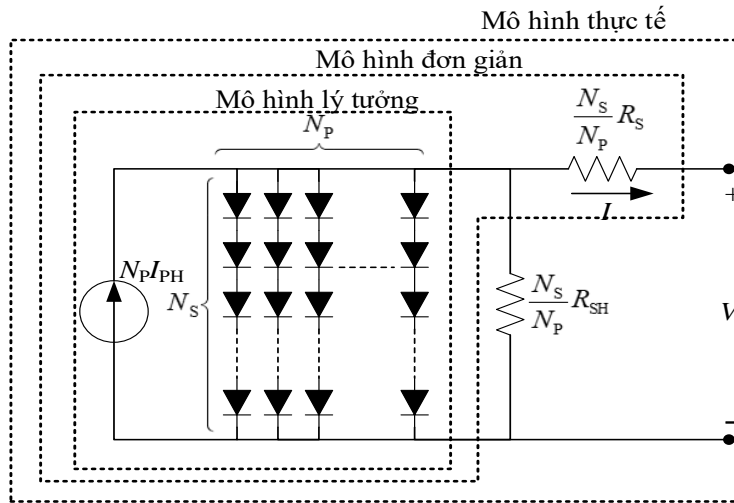 Mô hình thực tế
Mô hình đơn giản
Mô hình lý tưởng
N_P
N_S/N_P R_S
I
+
N_P I_PH
N_S
N_S/N_P R_SH
V
−